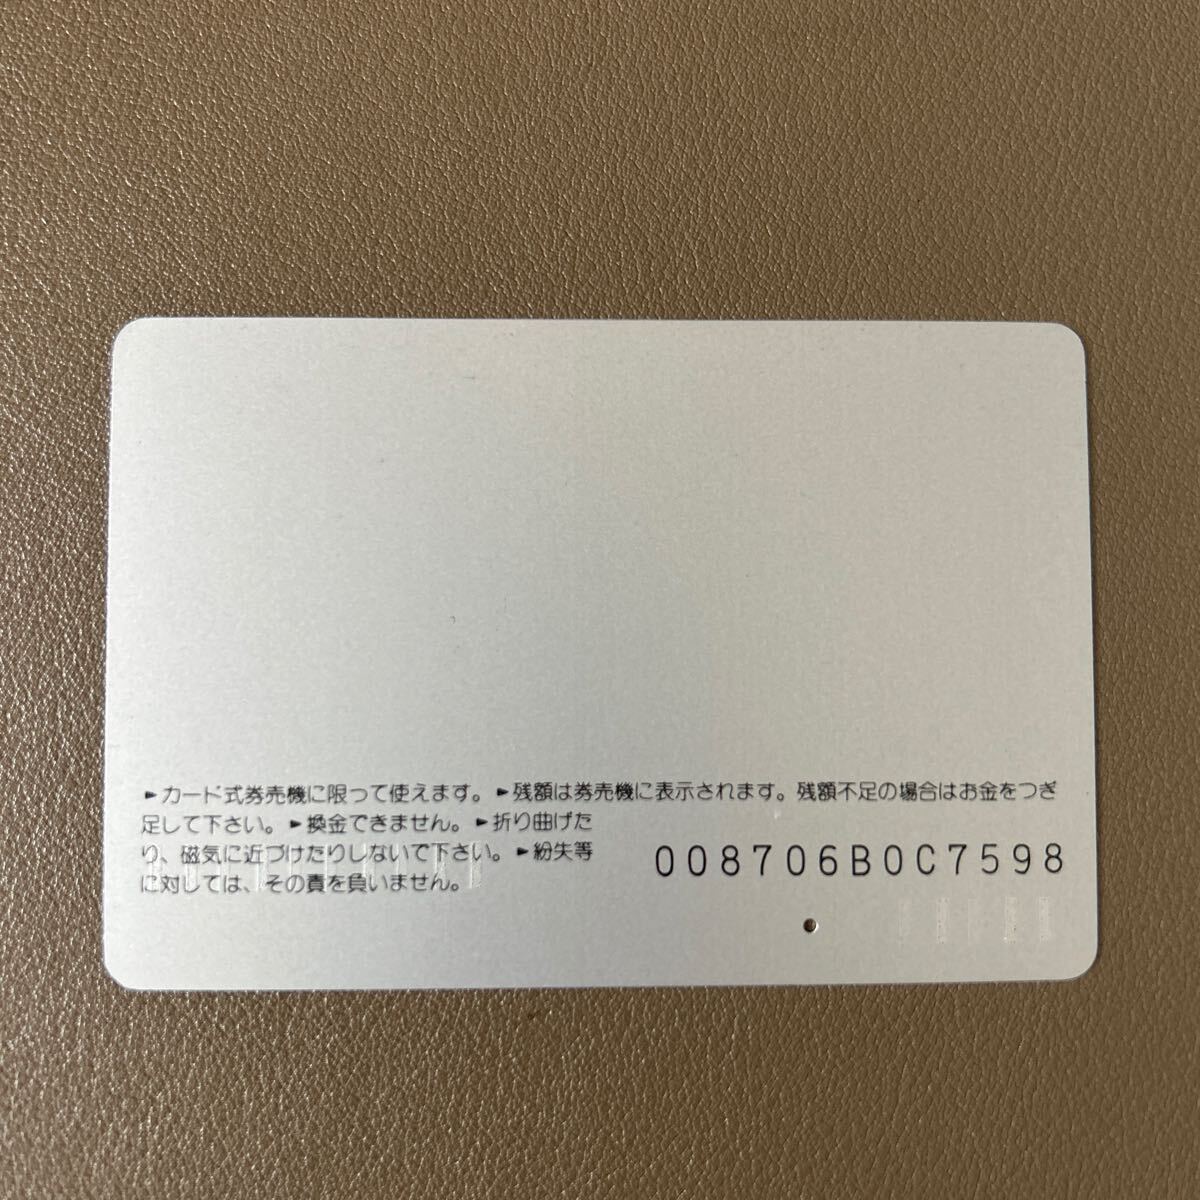 ►カード式券売機に限って使えます。►残額は券売機に表示されます。残額不足の場合はお金をつぎ
足して下さい。►換金できません。►折り曲げた
り、磁気に近づけたりしないで下さい。►紛失等
に対しては、その責を負いません。
008706B0C7598